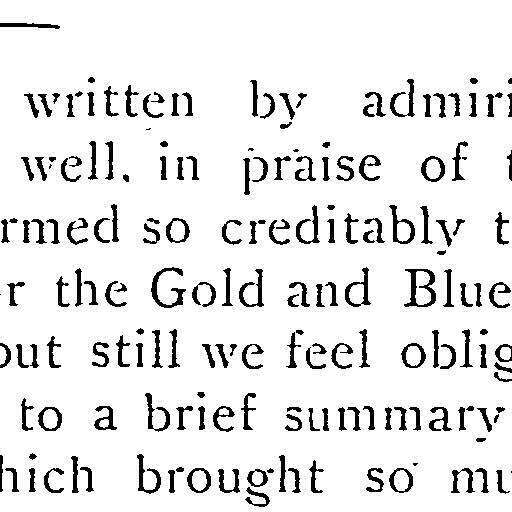 written by admiri
well, in praise of t
rmed so creditably t
r the Gold and Blue
out still we feel oblig
to a brief summary
hich brought so mu